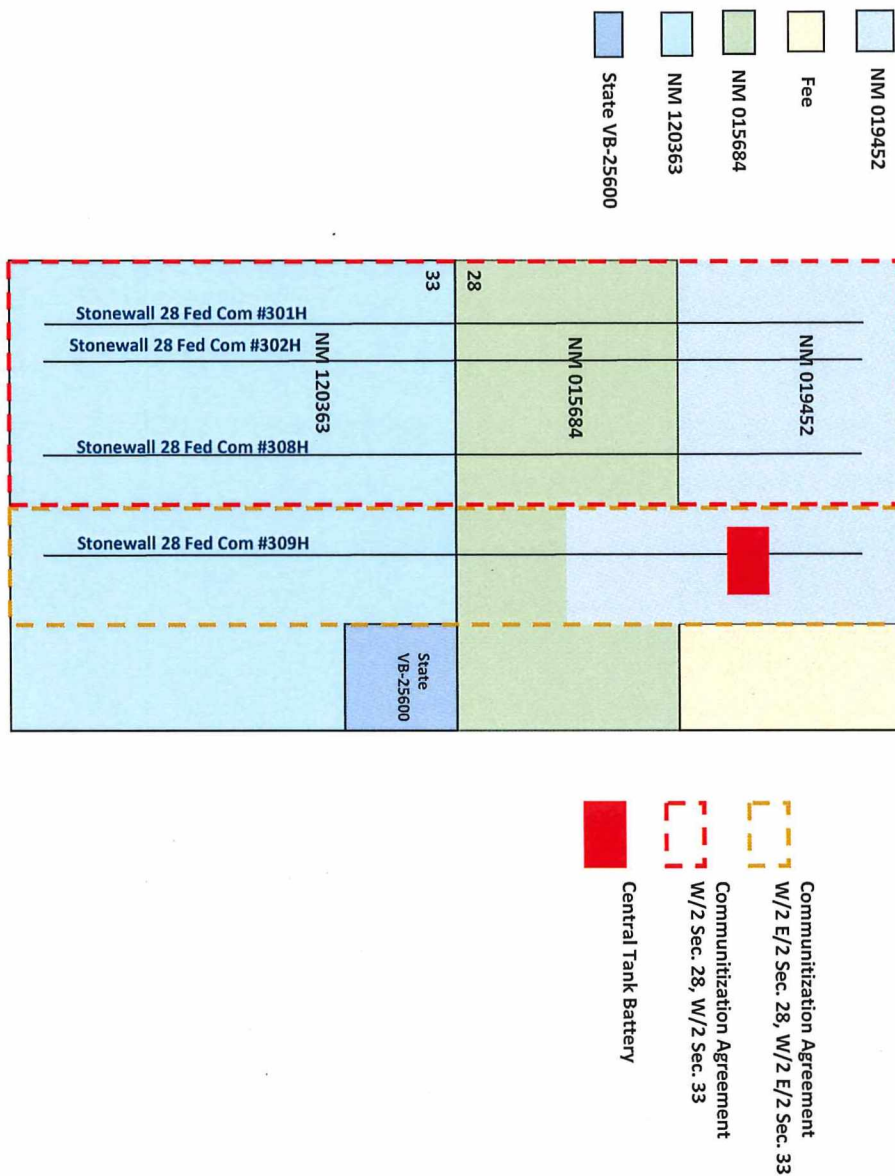 NM 019452
Fee
NM 015684
NM 120363
State VB-25600
33
28
Stonewall 28 Fed Com #301H
Stonewall 28 Fed Com #302H
NM 120363
NM 015684
NM 019452
Stonewall 28 Fed Com #308H
Stonewall 28 Fed Com #309H
State
VB-25600
Communitization Agreement
W/2 E/2 Sec. 28, W/2 E/2 Sec. 33
Communitization Agreement
W/2 Sec. 28, W/2 Sec. 33
Central Tank Battery